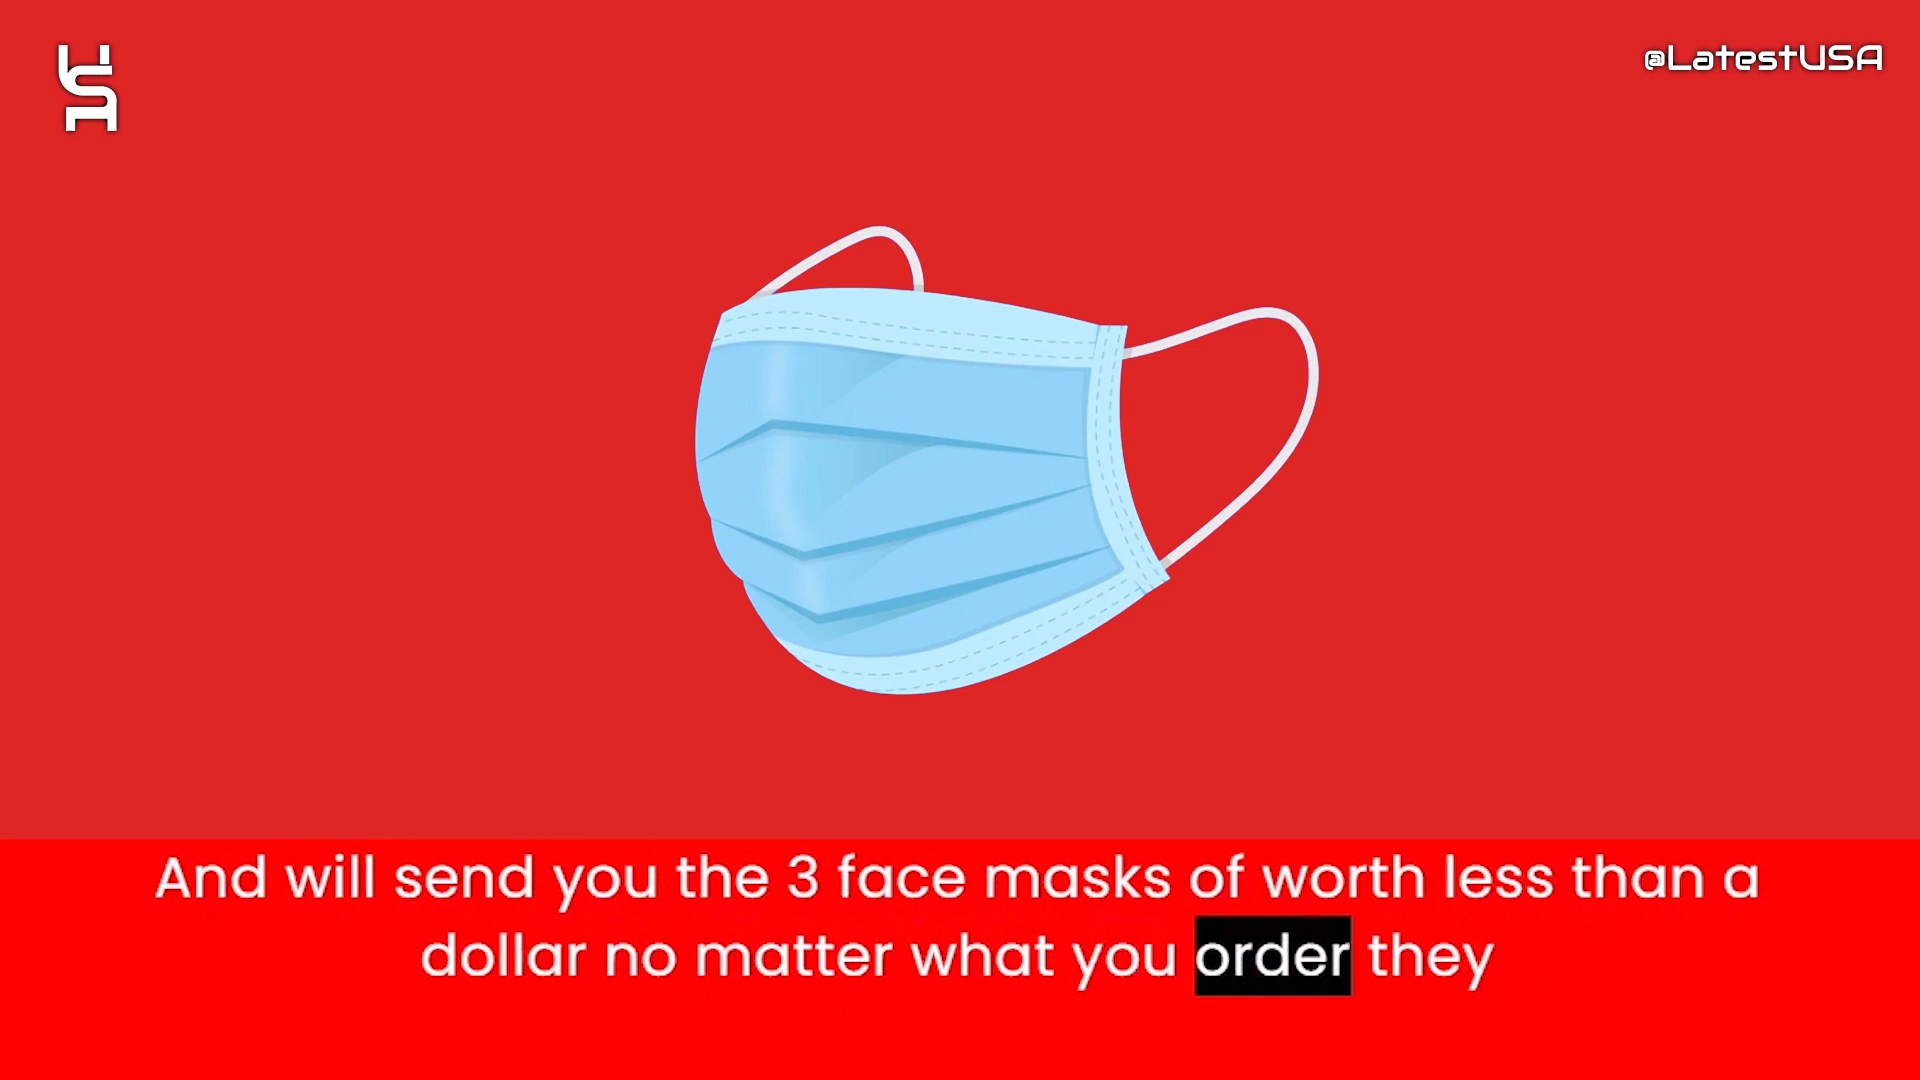 USA
@LatestUSA
And will send you the 3 face masks of worth less than a
dollar no matter what you order they